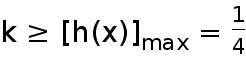 k ≥ [h(x)]max = 1/4